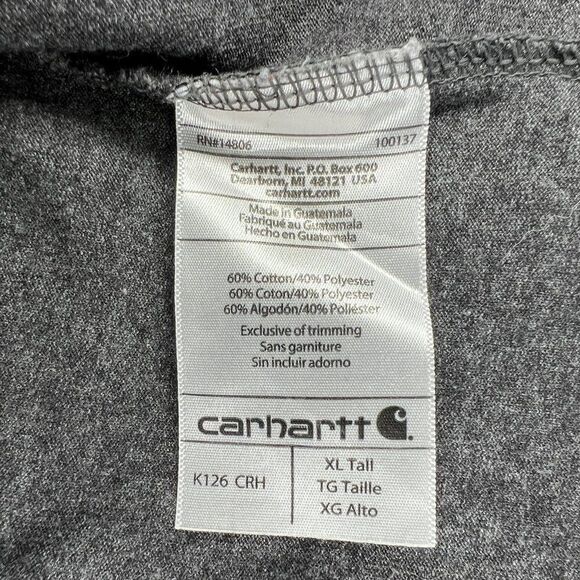 RN#14806 100137
Carhartt, Inc. P.O. Box 600
Dearborn, MI 48121 USA
carhartt.com
Made in Guatemala
Fabriqué au Guatemala
Hecho en Guatemala
60% Cotton/40% Polyester
60% Coton/40% Polyester
60% Algodón/40% Poliéster
Exclusive of trimming
Sans garniture
Sin incluir adorno
carhartt
K126 CRH
XL Tall
TG Taille
XG Alto